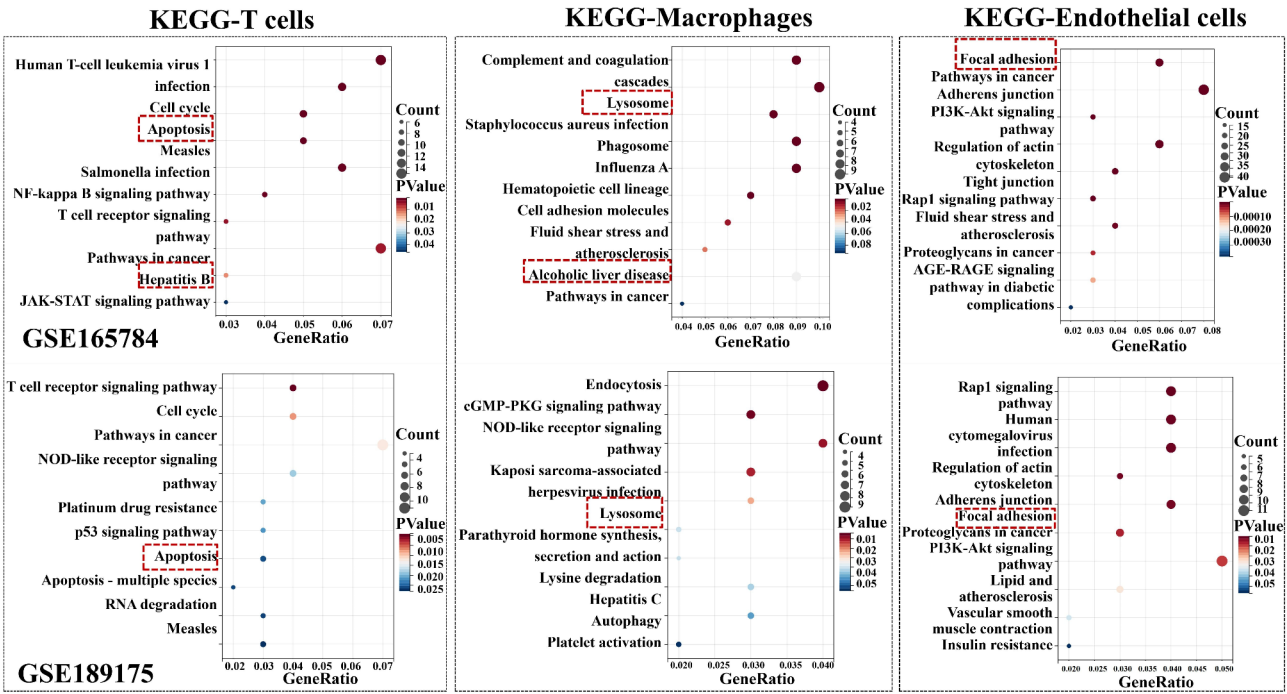 KEGG-T cells
Human T-cell leukemia virus 1
infection
Cell cycle
Apoptosis
Measles
Salmonella infection
NF-kappa B signaling pathway
T cell receptor signaling
pathway
Pathways in cancer
Hepatitis B
JAK-STAT signaling pathway
0.03 0.04 0.05 0.06 0.07
GeneRatio
Count
6
8
10
12
14
PValue
0.01
0.02
0.03
0.04
GSE165784
KEGG-Macrophages
Complement and coagulation
cascades
Lysosome
Staphylococcus aureus infection
Phagosome
Influenza A
Hematopoietic cell lineage
Cell adhesion molecules
Fluid shear stress and
atherosclerosis
Alcoholic liver disease
Pathways in cancer
0.04 0.05 0.06 0.07 0.08 0.09 0.10
GeneRatio
Count
4
5
6
7
8
9
PValue
0.02
0.04
0.06
0.08
KEGG-Endothelial cells
Focal adhesion
Pathways in cancer
Adherens junction
PI3K-Akt signaling
pathway
Regulation of actin
cytoskeleton
Tight junction
Rap1 signaling pathway
Fluid shear stress and
atherosclerosis
Proteoglycans in cancer
AGE-RAGE signaling
pathway in diabetic
complications
0.02 0.03 0.04 0.05 0.06 0.07 0.08
GeneRatio
Count
15
20
25
30
35
40
PValue
0.00010
0.00020
0.00030
T cell receptor signaling pathway
Cell cycle
Pathways in cancer
NOD-like receptor signaling
pathway
Platinum drug resistance
p53 signaling pathway
Apoptosis
Apoptosis - multiple species
RNA degradation
Measles
0.02 0.03 0.04 0.05 0.06 0.07
GeneRatio
Count
4
6
8
10
PValue
0.005
0.010
0.015
0.020
0.025
GSE189175
Endocytosis
cGMP-PKG signaling pathway
NOD-like receptor signaling
pathway
Kaposi sarcoma-associated
herpesvirus infection
Lysosome
Parathyroid hormone synthesis,
secretion and action
Lysine degradation
Hepatitis C
Autophagy
Platelet activation
0.020 0.025 0.030 0.035 0.040
GeneRatio
Count
4
5
6
7
8
9
PValue
0.01
0.02
0.03
0.04
0.05
Rap1 signaling
pathway
Human
cytomegalovirus
infection
Regulation of actin
cytoskeleton
Adherens junction
Focal adhesion
Proteoglycans in cancer
PI3K-Akt signaling
pathway
Lipid and
atherosclerosis
Vascular smooth
muscle contraction
Insulin resistance
0.020 0.025 0.030 0.035 0.040 0.045 0.050
GeneRatio
Count
5
6
7
8
9
10
11
PValue
0.01
0.02
0.03
0.04
0.05